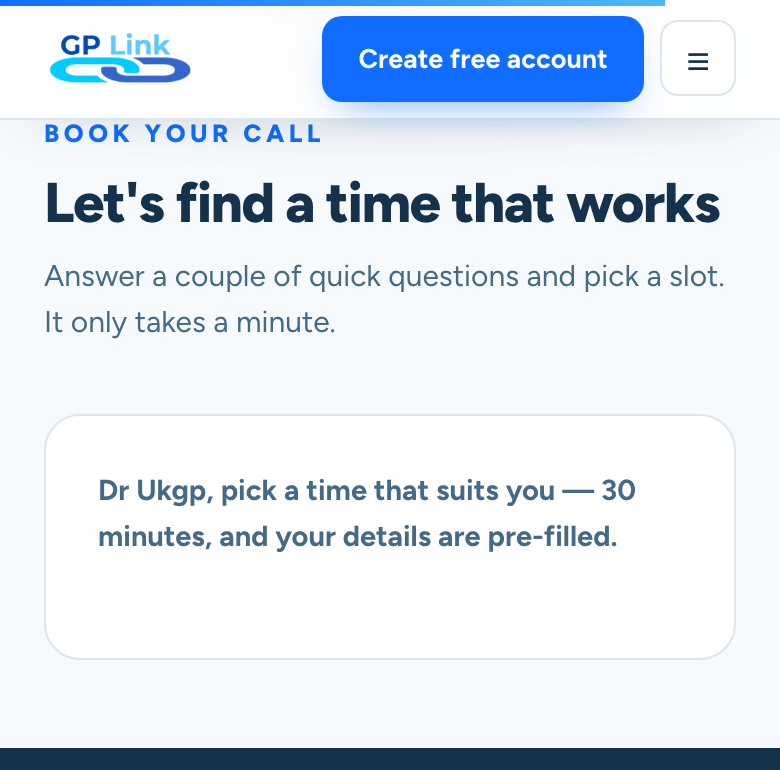 GP Link
Create free account
BOOK YOUR CALL
Let's find a time that works
Answer a couple of quick questions and pick a slot.
It only takes a minute.
Dr Ukgp, pick a time that suits you — 30
minutes, and your details are pre-filled.